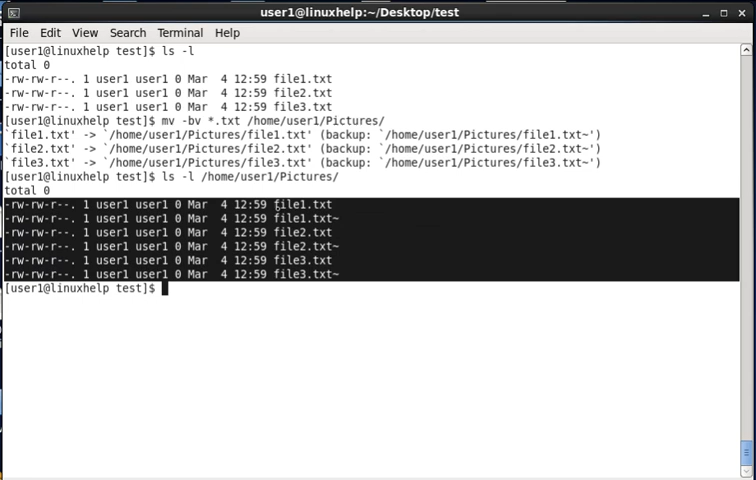 user1@linuxhelp:~/Desktop/test
File Edit View Search Terminal Help
[user1@linuxhelp test]$ ls -l
total 0
-rw-rw-r--. 1 user1 user1 0 Mar  4 12:59 file1.txt
-rw-rw-r--. 1 user1 user1 0 Mar  4 12:59 file2.txt
-rw-rw-r--. 1 user1 user1 0 Mar  4 12:59 file3.txt
[user1@linuxhelp test]$ mv -bv *.txt /home/user1/Pictures/
`file1.txt' -> `/home/user1/Pictures/file1.txt' (backup: `/home/user1/Pictures/file1.txt~')
`file2.txt' -> `/home/user1/Pictures/file2.txt' (backup: `/home/user1/Pictures/file2.txt~')
`file3.txt' -> `/home/user1/Pictures/file3.txt' (backup: `/home/user1/Pictures/file3.txt~')
[user1@linuxhelp test]$ ls -l /home/user1/Pictures/
total 0
-rw-rw-r--. 1 user1 user1 0 Mar  4 12:59 file1.txt
-rw-rw-r--. 1 user1 user1 0 Mar  4 12:59 file1.txt~
-rw-rw-r--. 1 user1 user1 0 Mar  4 12:59 file2.txt
-rw-rw-r--. 1 user1 user1 0 Mar  4 12:59 file2.txt~
-rw-rw-r--. 1 user1 user1 0 Mar  4 12:59 file3.txt
-rw-rw-r--. 1 user1 user1 0 Mar  4 12:59 file3.txt~
[user1@linuxhelp test]$